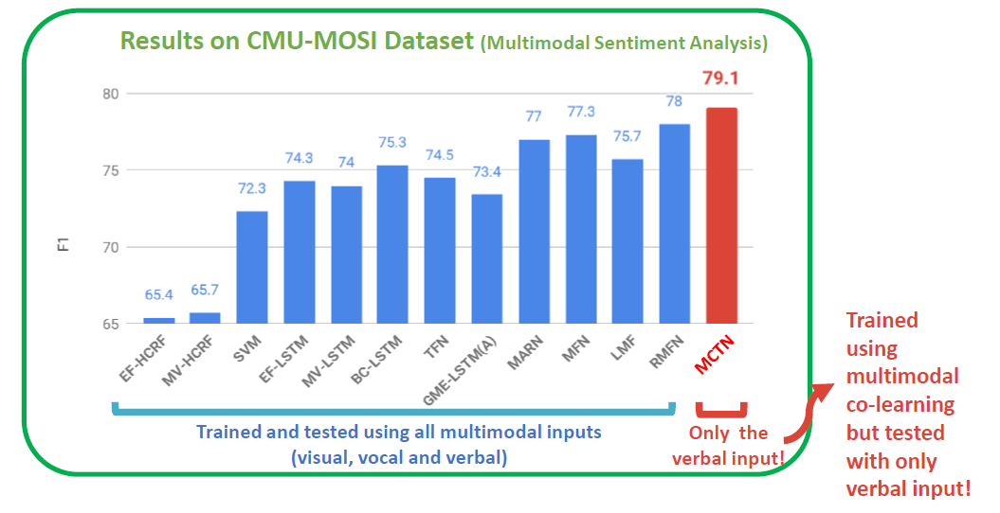 Results on CMU-MOSI Dataset (Multimodal Sentiment Analysis)
79.1
80
78
77
77.3
75.7
75.3
74.5
74.3
74
73.4
75
72.3
70
F1
65.4
65.7
65
EF-HCRF
MV-HCRF
SVM
EF-LSTM
MV-LSTM
BC-LSTM
TFN
GME-LSTM(A)
MARN
MFN
LMF
RMFN
MCTN
Trained and tested using all multimodal inputs
(visual, vocal and verbal)
Only the
verbal input!
Trained
using
multimodal
co-learning
but tested
with only
verbal input!